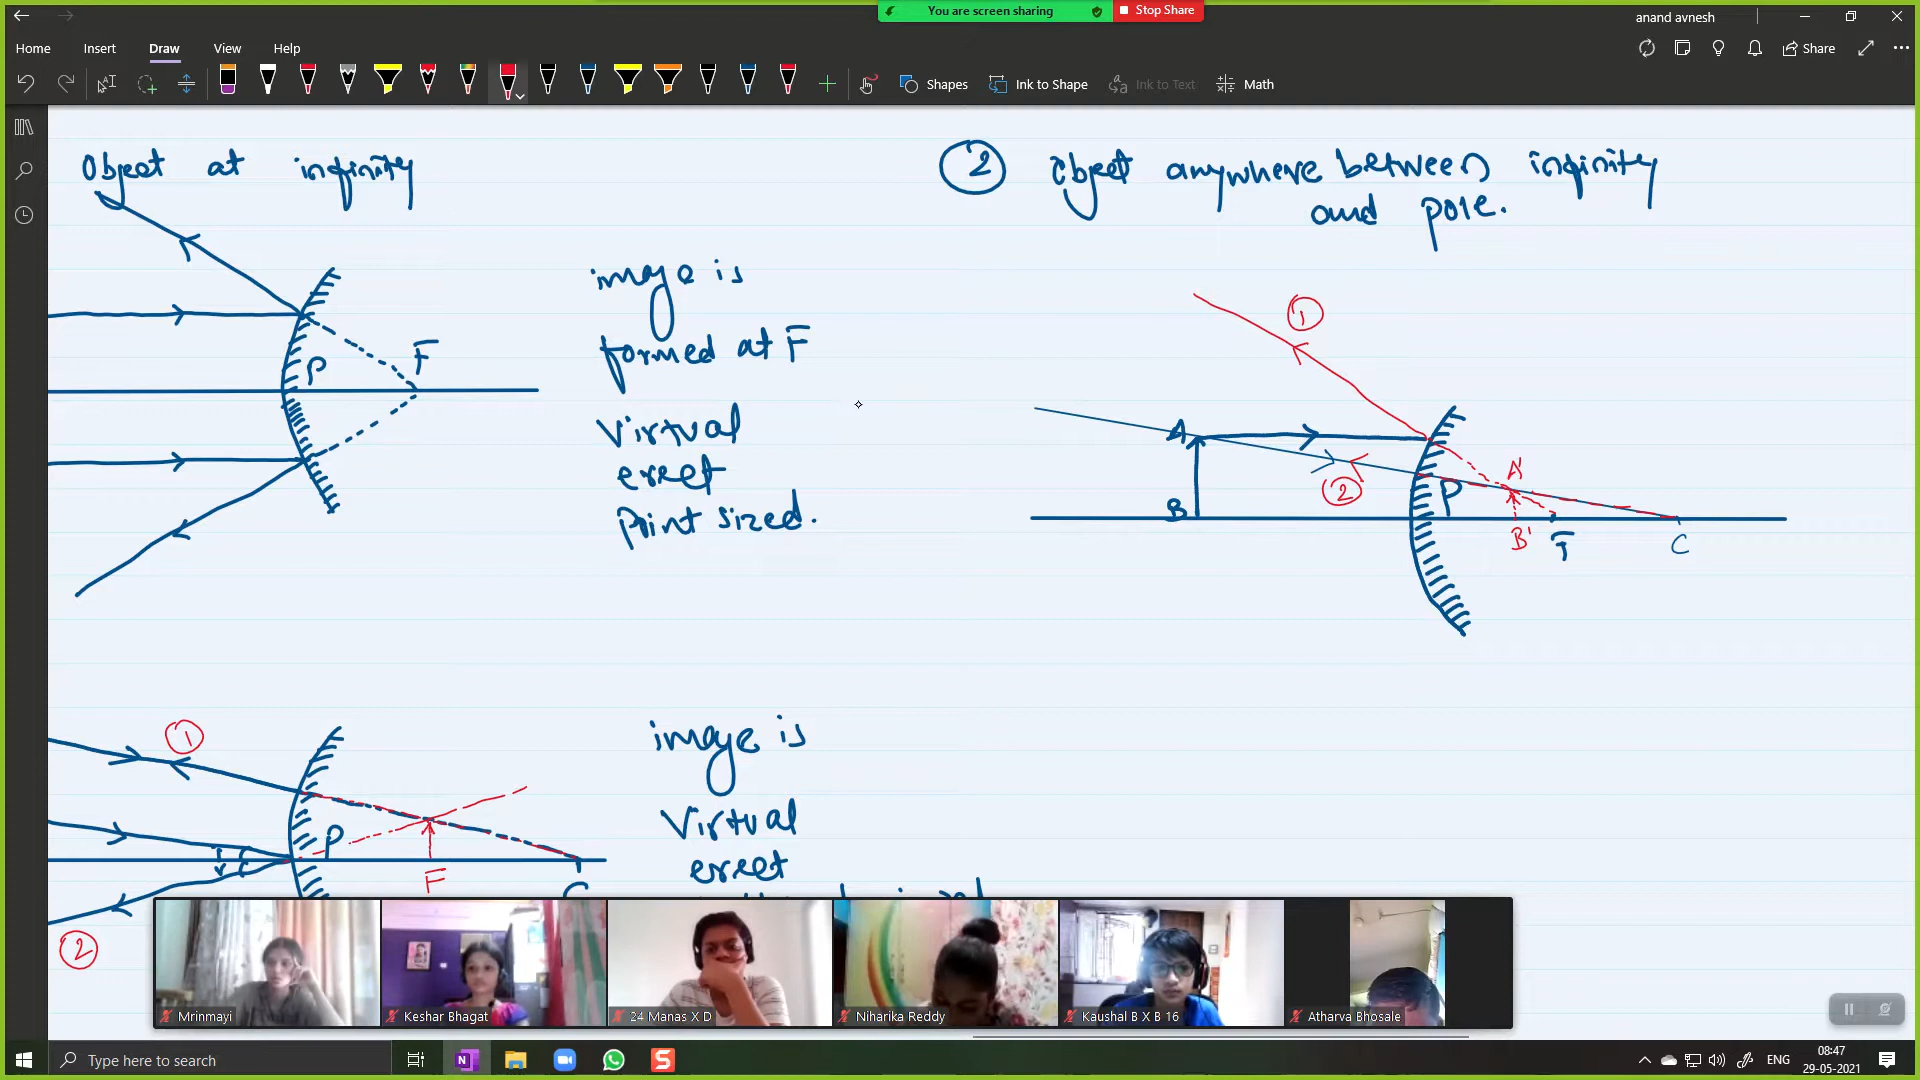 You are screen sharing
Stop Share
anand avnesh
Home Insert Draw View Help
Share
Shapes
Ink to Shape
Ink to Text
Math
Object at infinity
P
F
image is
formed at F
Virtual
erect
point sized.
2 Object anywhere between infinity
and pole.
1
A
2
A'
P
B
B'
F
C
1
P
F
C
2
image is
Virtual
erect
Mrinmayi
Keshar Bhagat
24 Manas X D
Niharika Reddy
Kaushal B X B 16
Atharva Bhosale
Type here to search
N
S
ENG
08:47
29-05-2021